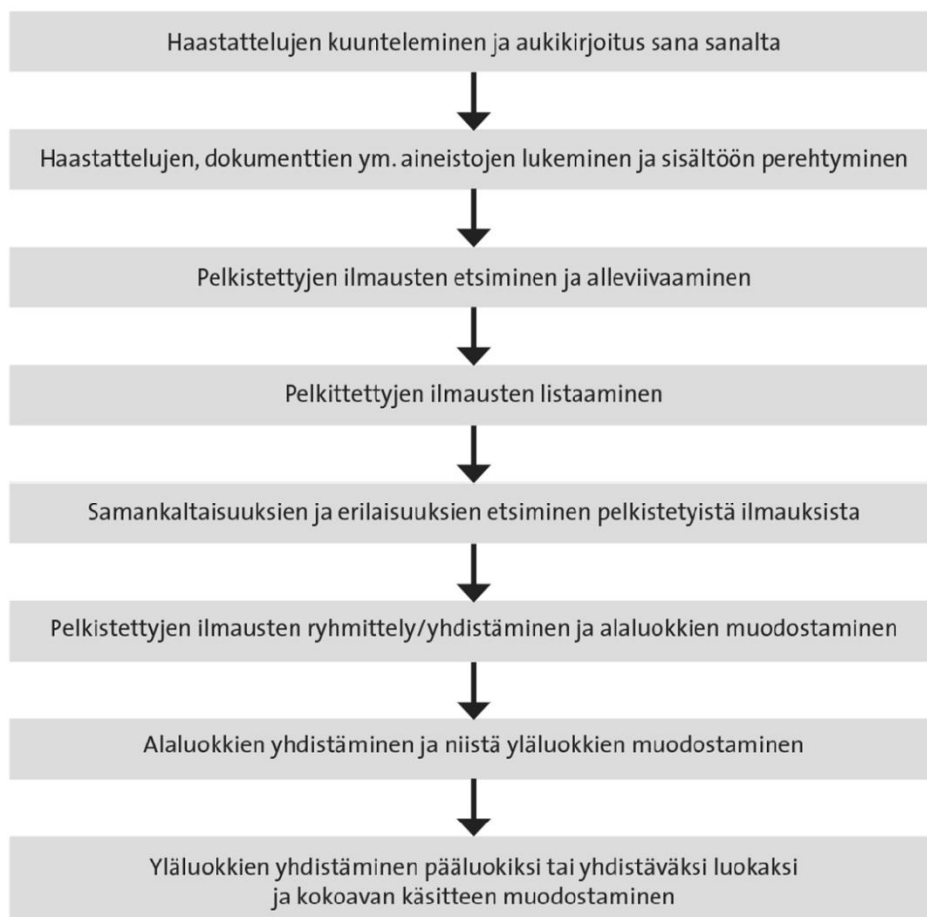 Haastattelujen kuunteleminen ja aukikirjoitus sana sanalta
Haastattelujen, dokumenttien ym. aineistojen lukeminen ja sisältöön perehtyminen
Pelkistettyjen ilmausten etsiminen ja alleviivaaminen
Pelkittettyjen ilmausten listaaminen
Samankaltaisuuksien ja erilaisuuksien etsiminen pelkistetyistä ilmauksista
Pelkistettyjen ilmausten ryhmittely/yhdistäminen ja alaluokkien muodostaminen
Alaluokkien yhdistäminen ja niistä yläluokkien muodostaminen
Yläluokkien yhdistäminen pääluokiksi tai yhdistäväksi luokaksi
ja kokoavan käsitteen muodostaminen